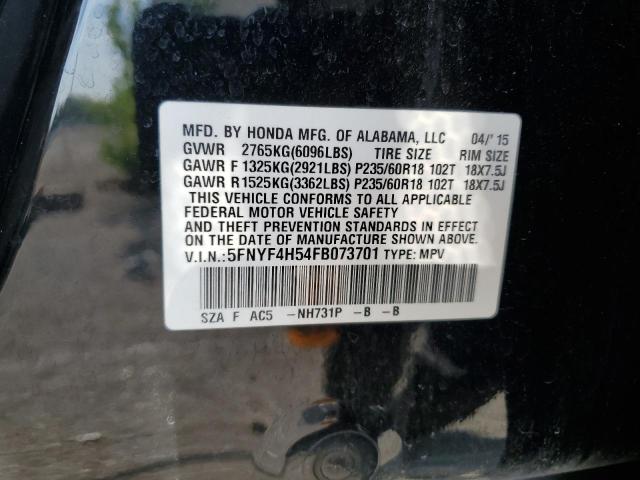 MFD. BY HONDA MFG. OF ALABAMA, LLC 04/'15
GVWR 2765KG(6096LBS) TIRE SIZE RIM SIZE
GAWR F 1325KG(2921LBS) P235/60R18 102T 18X7.5J
GAWR R1525KG(3362LBS) P235/60R18 102T 18X7.5J
THIS VEHICLE CONFORMS TO ALL APPLICABLE
FEDERAL MOTOR VEHICLE SAFETY
AND THEFT PREVENTION STANDARDS IN EFFECT
ON THE DATE OF MANUFACTURE SHOWN ABOVE.
V.I.N.: 5FNYF4H54FB073701 TYPE: MPV
SZA F AC5 -NH731P -B -B